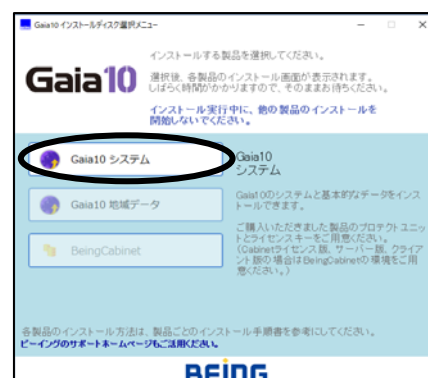 Gaia10 インストールディスク選択メニュー
インストールする製品を選択してください。
Gaia10
選択後、各製品のインストール画面が表示されます。
しばらく時間がかかりますので、そのままお待ちください。
インストール実行中に、他の製品のインストールを
開始しないでください。
Gaia10 システム
Gaia10
システム
Gaia10 地域データ
Gaia10のシステムと基本的なデータをインス
トールできます。
BeingCabinet
ご購入いただきました製品のプロテクトユニッ
トとライセンスキーをご用意ください。
(Cabinetライセンス版、サーバー版、クライア
ント版の場合はBeingCabinetの環境をご用
意ください。)
各製品のインストール方法は、製品ごとのインストール手順書を参考にしてください。
ビーイングのサポートホームページもご活用ください。
BEING